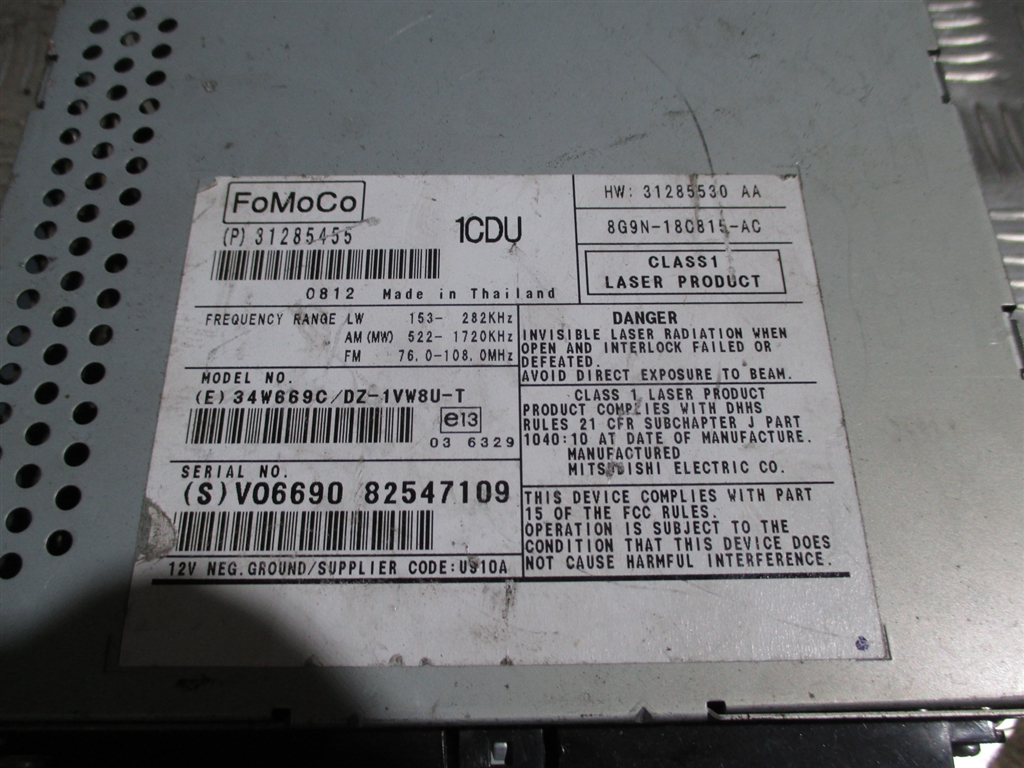 FoMoCo
(P) 31285455
1CDU
0812 Made in Thailand
HW: 31285530 AA
8G9N-18C815-AC
CLASS1
LASER PRODUCT
FREQUENCY RANGE LW 153- 282KHz
AM (MW) 522- 1720KHz
FM 76.0-108.0MHz
DANGER
INVISIBLE LASER RADIATION WHEN
OPEN AND INTERLOCK FAILED OR
DEFEATED.
AVOID DIRECT EXPOSURE TO BEAM.
MODEL NO.
(E) 34W669C/DZ-1VW8U-T
e13
03 6329
CLASS 1 LASER PRODUCT
PRODUCT COMPLIES WITH DHHS
RULES 21 CFR SUBCHAPTER J PART
1040:10 AT DATE OF MANUFACTURE.
MANUFACTURED
MITSUBISHI ELECTRIC CO.
SERIAL NO.
(S) V06690 82547109
12V NEG.GROUND/SUPPLIER CODE:U910A
THIS DEVICE COMPLIES WITH PART
15 OF THE FCC RULES.
OPERATION IS SUBJECT TO THE
CONDITION THAT THIS DEVICE DOES
NOT CAUSE HARMFUL INTERFERENCE.